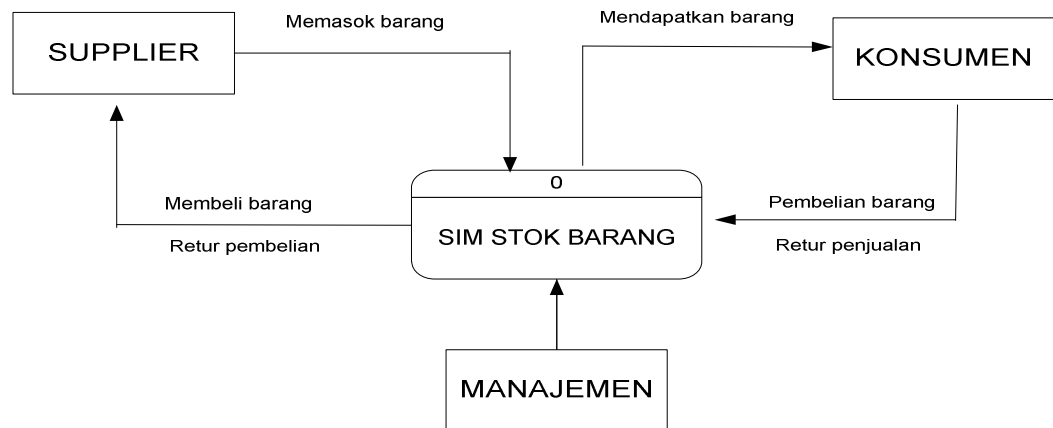 Memasok barang
Mendapatkan barang
SUPPLIER
KONSUMEN
0
Membeli barang
Pembelian barang
SIM STOK BARANG
Retur pembelian
Retur penjualan
MANAJEMEN